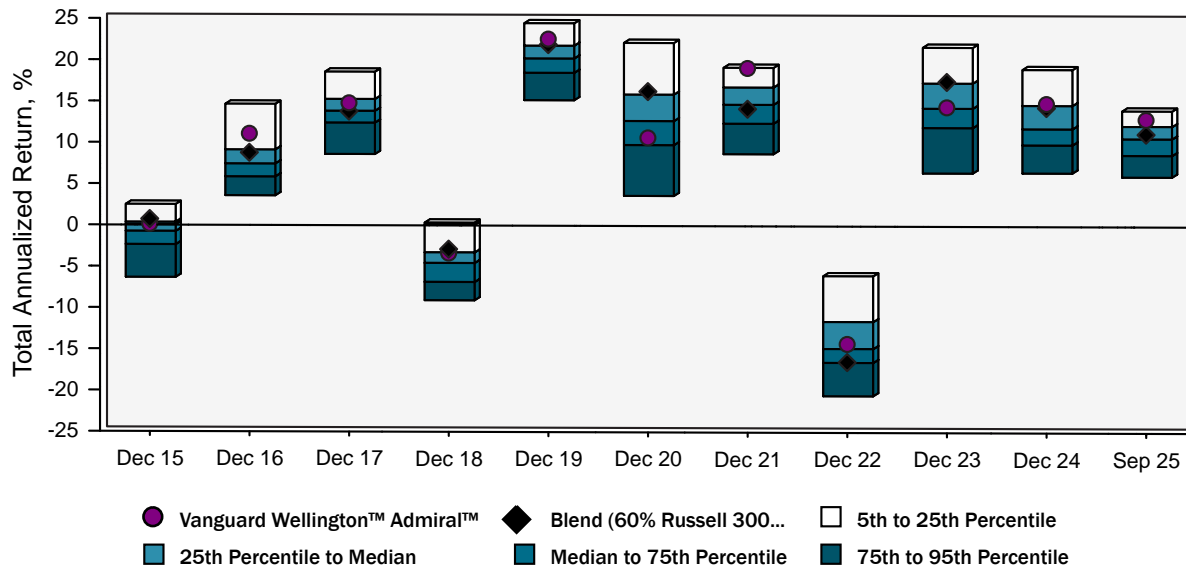 Total Annualized Return, %
25
20
15
10
5
0
-5
-10
-15
-20
-25
Dec 15 Dec 16 Dec 17 Dec 18 Dec 19 Dec 20 Dec 21 Dec 22 Dec 23 Dec 24 Sep 25
Vanguard Wellington™ Admiral™ Blend (60% Russell 300... 5th to 25th Percentile
25th Percentile to Median Median to 75th Percentile 75th to 95th Percentile